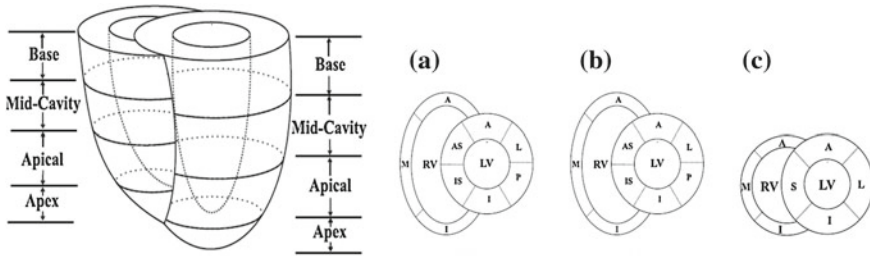 Base
Mid-Cavity
Apical
Apex
Base
Mid-Cavity
Apical
Apex
(a)
A
M
RV
AS
IS
A
L
LV
P
I
I
(b)
A
M
RV
AS
IS
A
L
LV
P
I
I
(c)
A
M
RV
S
A
LV
L
I
I